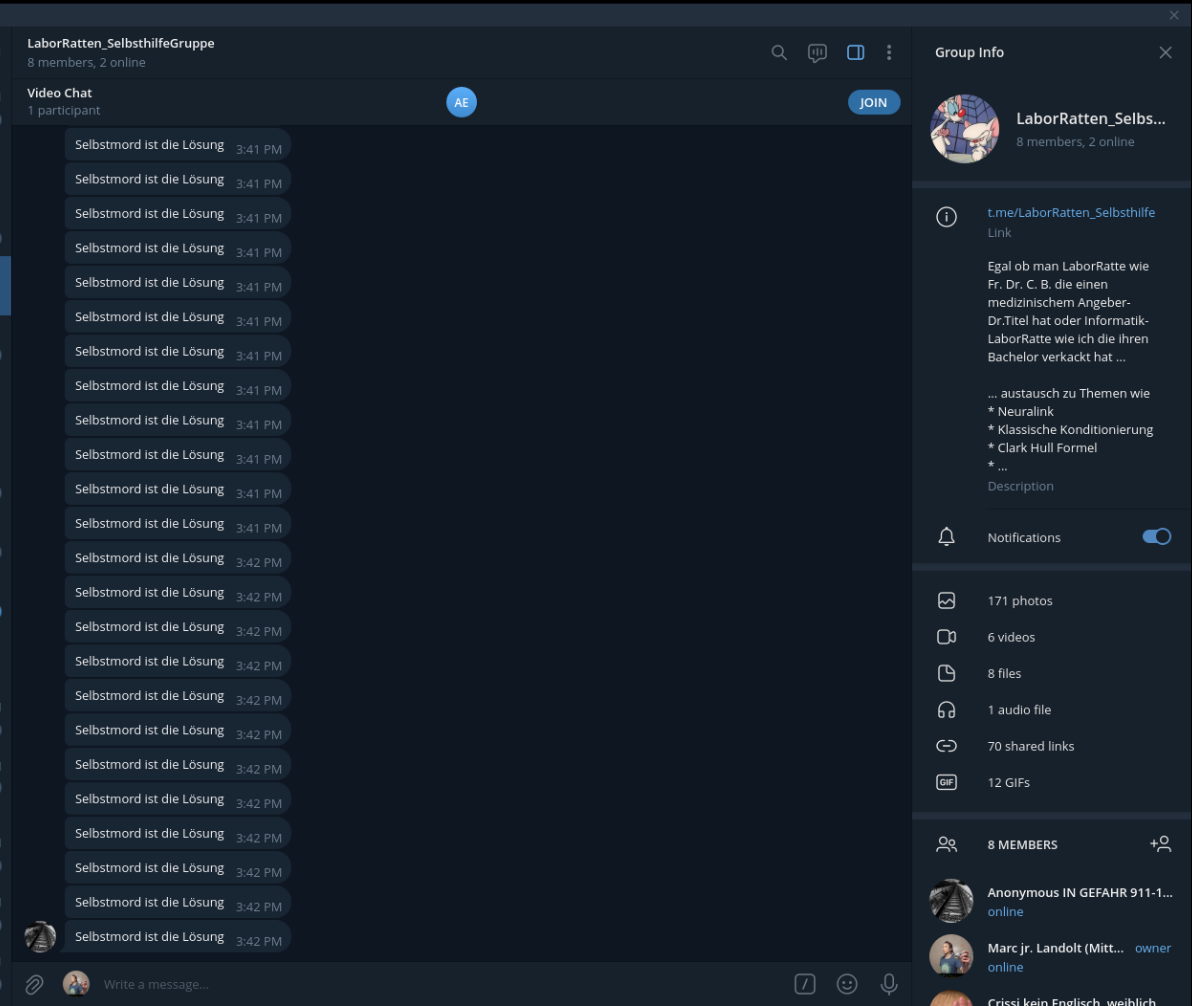 LaborRatten_SelbsthilfeGruppe
8 members, 2 online
Video Chat
1 participant
AE
JOIN
Selbstmord ist die Lösung 3:41 PM
Selbstmord ist die Lösung 3:41 PM
Selbstmord ist die Lösung 3:41 PM
Selbstmord ist die Lösung 3:41 PM
Selbstmord ist die Lösung 3:41 PM
Selbstmord ist die Lösung 3:41 PM
Selbstmord ist die Lösung 3:41 PM
Selbstmord ist die Lösung 3:41 PM
Selbstmord ist die Lösung 3:41 PM
Selbstmord ist die Lösung 3:41 PM
Selbstmord ist die Lösung 3:41 PM
Selbstmord ist die Lösung 3:41 PM
Selbstmord ist die Lösung 3:42 PM
Selbstmord ist die Lösung 3:42 PM
Selbstmord ist die Lösung 3:42 PM
Selbstmord ist die Lösung 3:42 PM
Selbstmord ist die Lösung 3:42 PM
Selbstmord ist die Lösung 3:42 PM
Selbstmord ist die Lösung 3:42 PM
Selbstmord ist die Lösung 3:42 PM
Selbstmord ist die Lösung 3:42 PM
Selbstmord ist die Lösung 3:42 PM
Selbstmord ist die Lösung 3:42 PM
Selbstmord ist die Lösung 3:42 PM
Write a message...
Group Info
LaborRatten_Selbs...
8 members, 2 online
t.me/LaborRatten_Selbsthilfe
Link
Egal ob man LaborRatte wie
Fr. Dr. C. B. die einen
medizinischem Angeber-
Dr.Titel hat oder Informatik-
LaborRatte wie ich die ihren
Bachelor verkackt hat ...
... austausch zu Themen wie
* Neuralink
* Klassische Konditionierung
* Clark Hull Formel
* ...
Description
Notifications
171 photos
6 videos
8 files
1 audio file
70 shared links
GIF 12 GIFs
8 MEMBERS
Anonymous IN GEFAHR 911-1...
online
Marc jr. Landolt (Mitt... owner
online
Crissi kein Englisch, weiblich